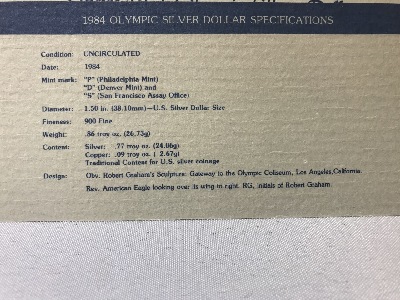 1984 OLYMPIC SILVER DOLLAR SPECIFICATIONS
Condition: UNCIRCULATED
Date: 1984
Mint mark: "P" (Philadelphia Mint)
"D" (Denver Mint) and
"S" (San Francisco Assay Office)
Diameter: 1.50 in. (38.10mm)—U.S. Silver Dollar Size
Fineness: 900 Fine
Weight: .86 troy oz. (26.73g)
Content: Silver: .77 troy oz. (24.06g)
Copper: .09 troy oz. ( 2.67g)
Traditional Content for U.S. silver coinage
Design: Obv. Robert Graham's Sculpture: Gateway to the Olympic Coliseum, Los Angeles,California.
Rev. American Eagle looking over its wing to right. RG, initials of Robert Graham.